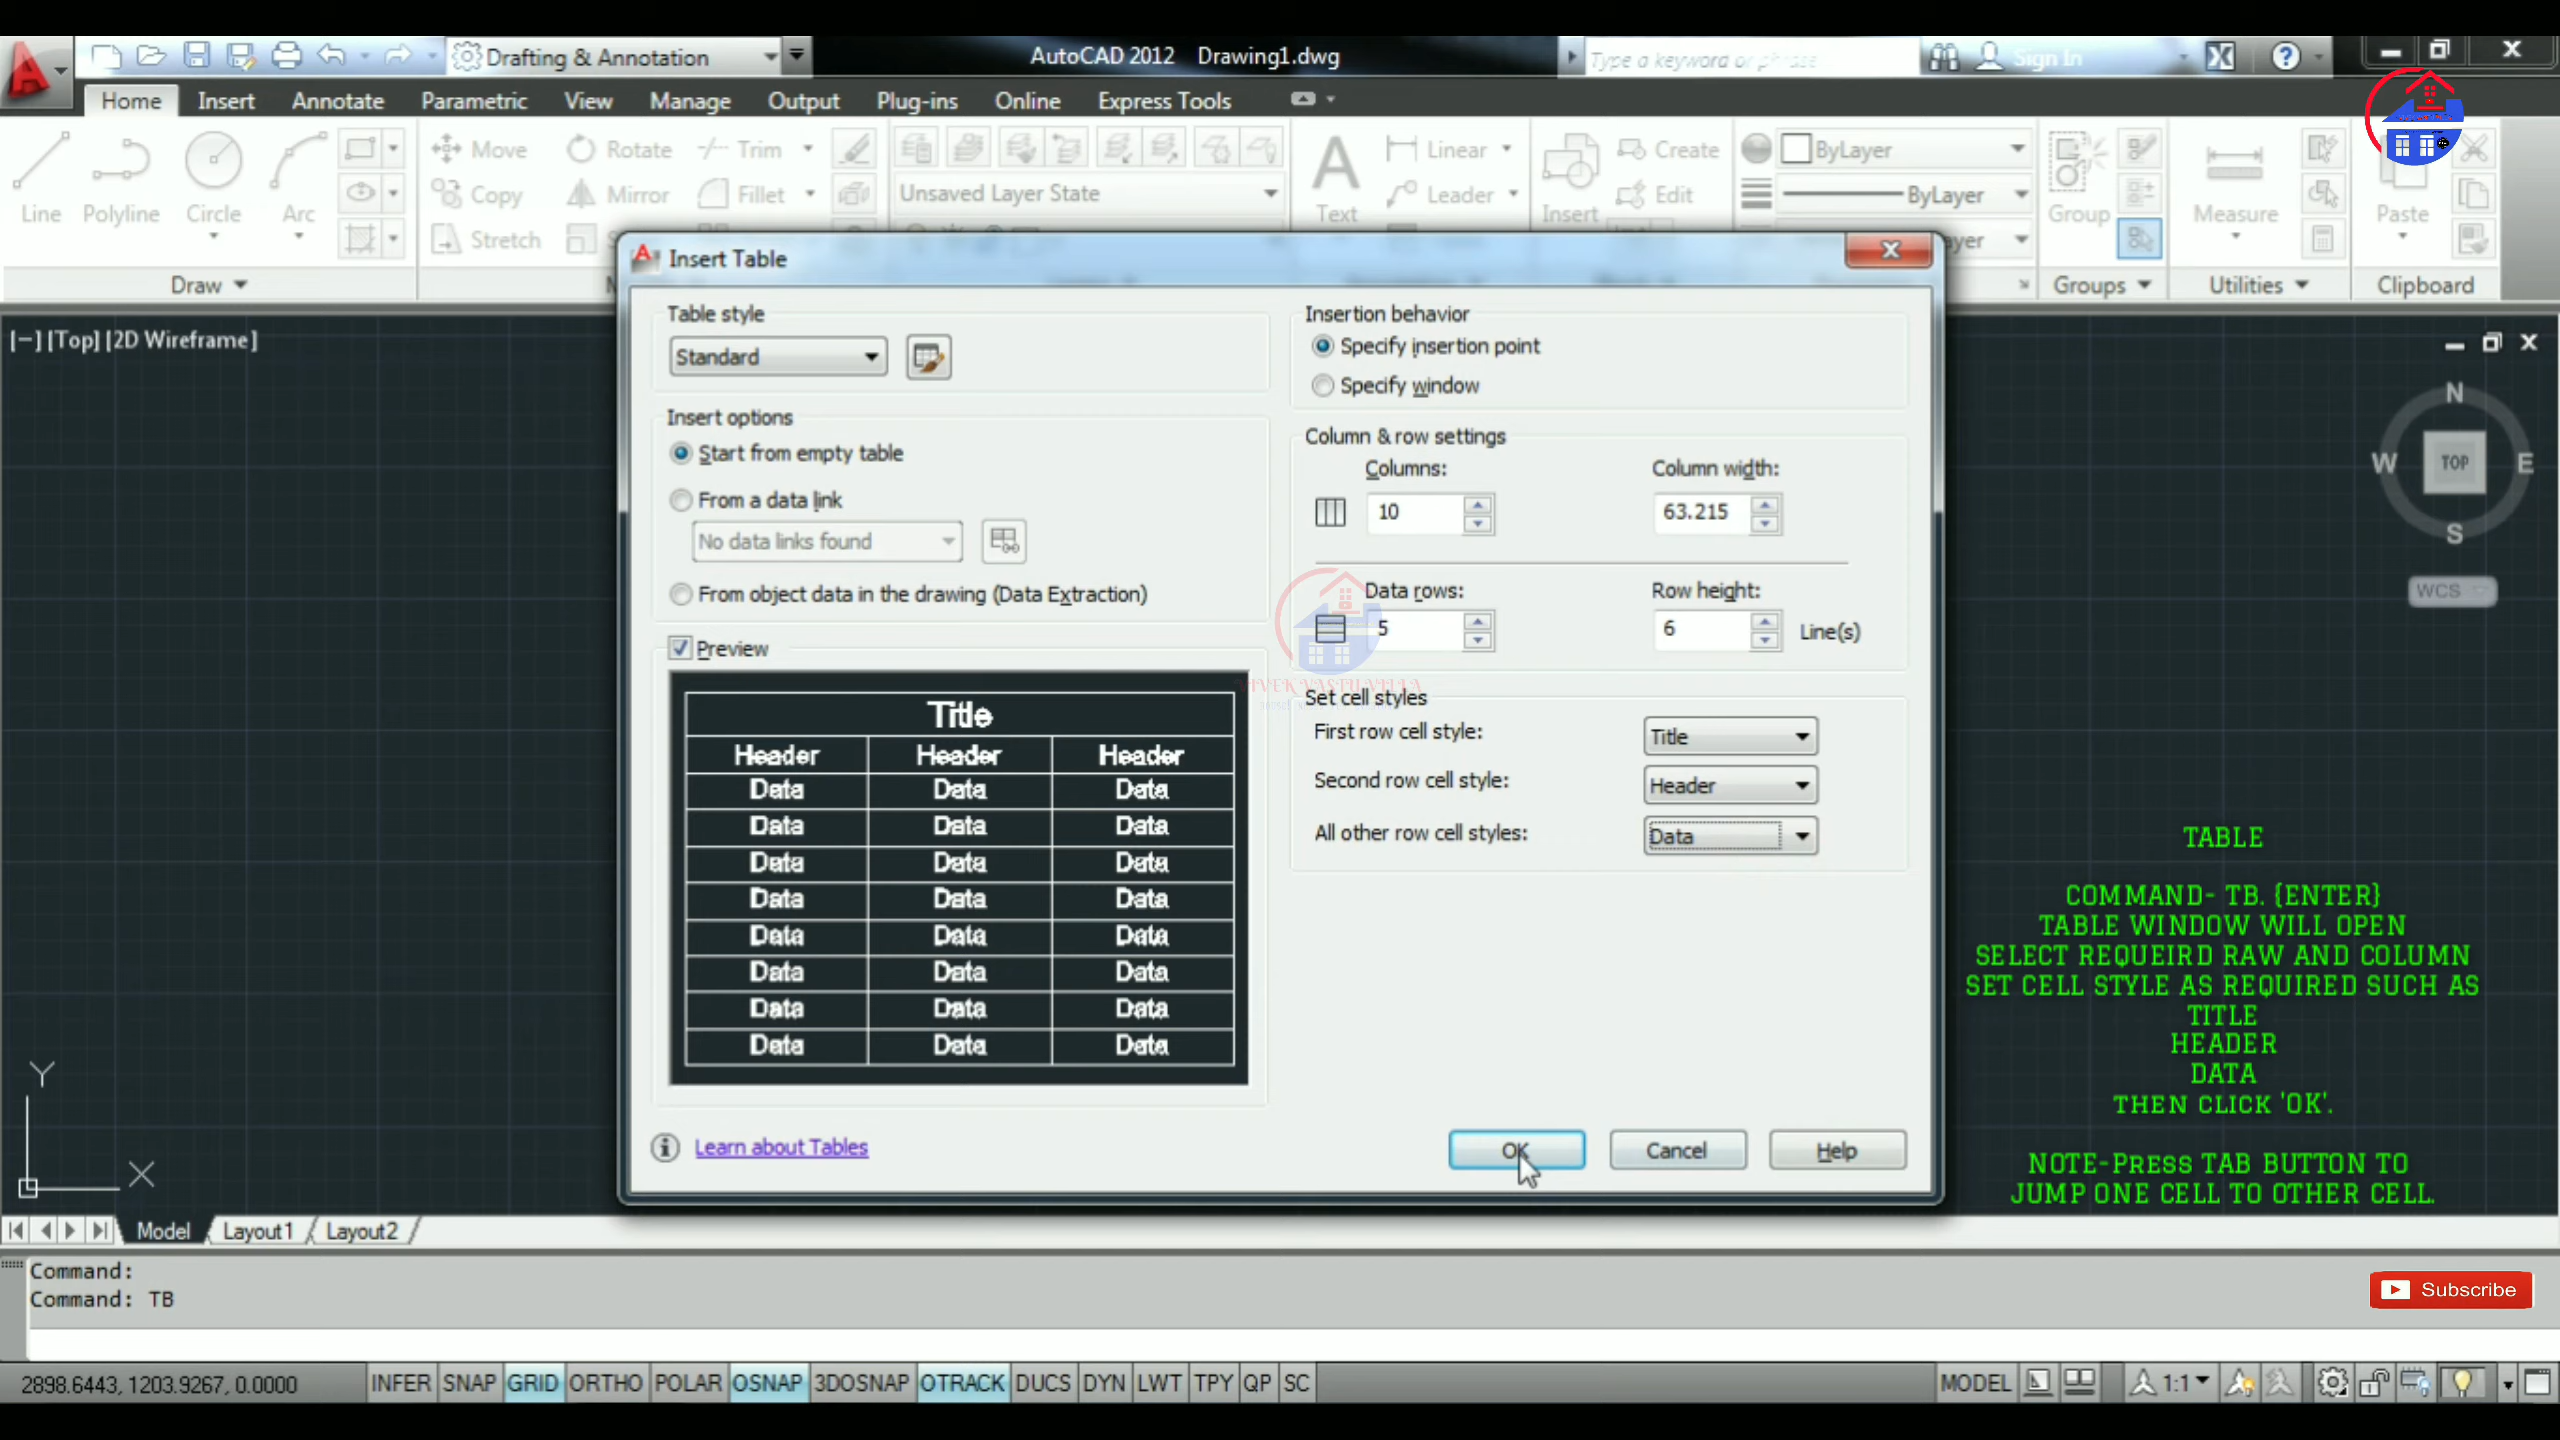 Drafting & Annotation
AutoCAD 2012 Drawing1.dwg
Type a keyword or phrase
Sign In
Home Insert Annotate Parametric View Manage Output Plug-ins Online Express Tools
Line Polyline Circle Arc
Move Rotate Trim
Copy Mirror Fillet
Stretch
Unsaved Layer State
Text Linear
Leader
Insert Create
Edit
ByLayer
ByLayer
Group Measure Paste
Draw
Groups Utilities Clipboard
[−] [Top] [2D Wireframe]
Insert Table
Table style
Standard
Insert options
Start from empty table
From a data link
No data links found
From object data in the drawing (Data Extraction)
Preview
Title
Header Header Header
Data Data Data
Data Data Data
Data Data Data
Data Data Data
Data Data Data
Data Data Data
Data Data Data
Data Data Data
Learn about Tables
Insertion behavior
Specify insertion point
Specify window
Column & row settings
Columns: Column width:
10 63.215
Data rows: Row height:
5 6 Line(s)
VIVEK VASTU VILLA
Set cell styles
First row cell style: Title
Second row cell style: Header
All other row cell styles: Data
OK Cancel Help
N
W TOP E
S
WCS
TABLE
COMMAND- TB. {ENTER}
TABLE WINDOW WILL OPEN
SELECT REQUEIRD RAW AND COLUMN
SET CELL STYLE AS REQUIRED SUCH AS
TITLE
HEADER
DATA
THEN CLICK 'OK'.
NOTE-PRESS TAB BUTTON TO
JUMP ONE CELL TO OTHER CELL.
Y
X
Model Layout1 Layout2
Command:
Command: TB
Subscribe
2898.6443, 1203.9267, 0.0000 INFER SNAP GRID ORTHO POLAR OSNAP 3DOSNAP OTRACK DUCS DYN LWT TPY QP SC MODEL 1:1